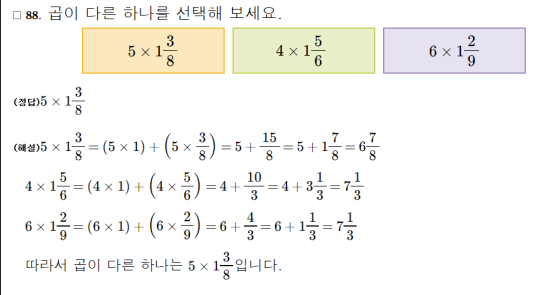 □ 88. 곱이 다른 하나를 선택해 보세요.
5 × 1 3/8    4 × 1 5/6    6 × 1 2/9
(정답) 5 × 1 3/8
(해설) 5 × 1 3/8 = (5 × 1) + (5 × 3/8) = 5 + 15/8 = 5 + 1 7/8 = 6 7/8
4 × 1 5/6 = (4 × 1) + (4 × 5/6) = 4 + 10/3 = 4 + 3 1/3 = 7 1/3
6 × 1 2/9 = (6 × 1) + (6 × 2/9) = 6 + 4/3 = 6 + 1 1/3 = 7 1/3
따라서 곱이 다른 하나는 5 × 1 3/8 입니다.